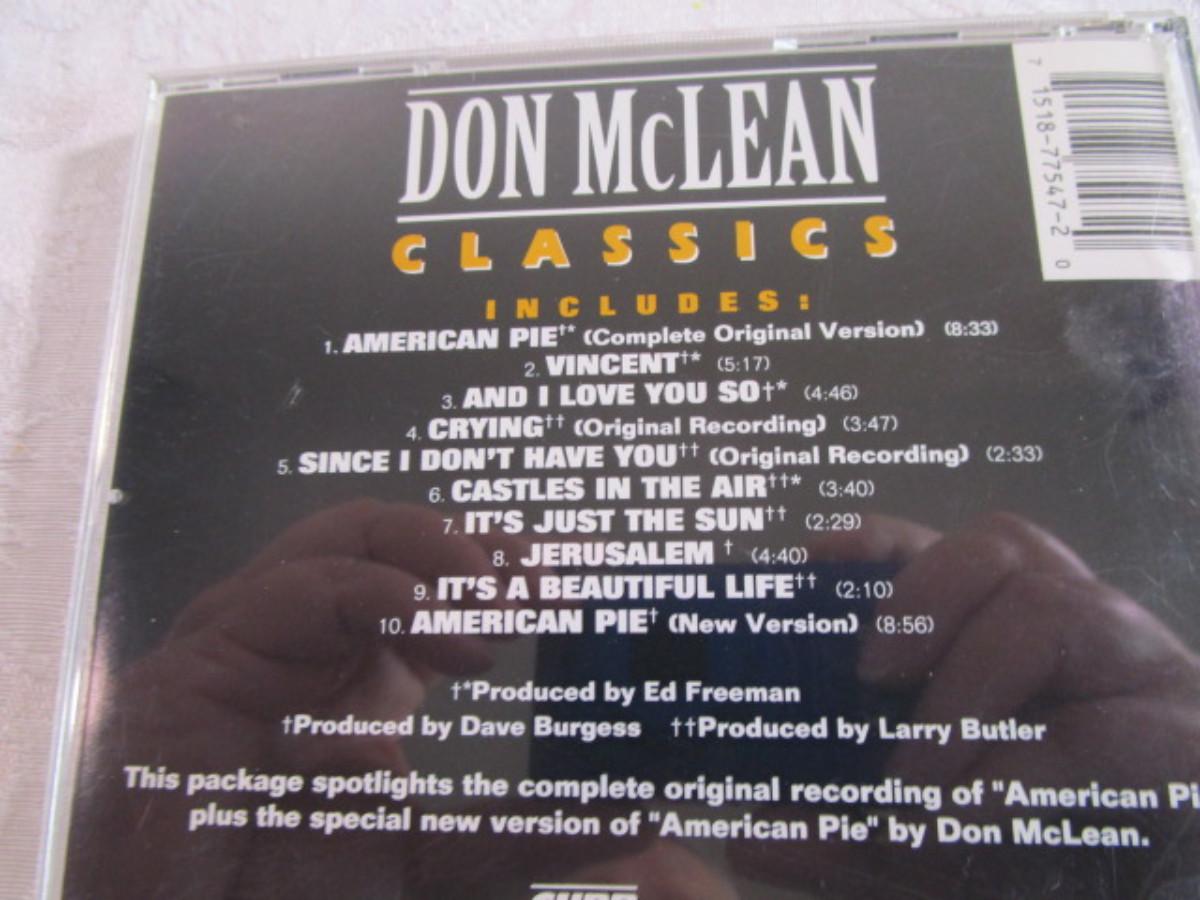 DON McLEAN
CLASSICS
INCLUDES:
1. AMERICAN PIE†* (Complete Original Version) (8:33)
2. VINCENT†* (5:17)
3. AND I LOVE YOU SO†* (4:46)
4. CRYING†† (Original Recording) (3:47)
5. SINCE I DON'T HAVE YOU†† (Original Recording) (2:33)
6. CASTLES IN THE AIR††* (3:40)
7. IT'S JUST THE SUN†† (2:29)
8. JERUSALEM † (4:40)
9. IT'S A BEAUTIFUL LIFE†† (2:10)
10. AMERICAN PIE† (New Version) (8:56)
†*Produced by Ed Freeman
†Produced by Dave Burgess ††Produced by Larry Butler
This package spotlights the complete original recording of "American Pi
plus the special new version of "American Pie" by Don McLean.
7 1518-77547-2 0